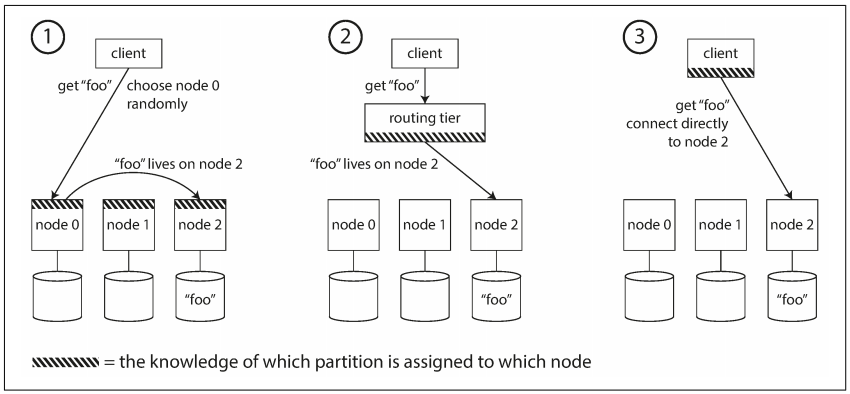 1
client
get “foo”
choose node 0
randomly
“foo” lives on node 2
node 0
node 1
node 2
“foo”
2
client
get “foo”
routing tier
“foo” lives on node 2
node 0
node 1
node 2
“foo”
3
client
get “foo”
connect directly
to node 2
node 0
node 1
node 2
“foo”
= the knowledge of which partition is assigned to which node